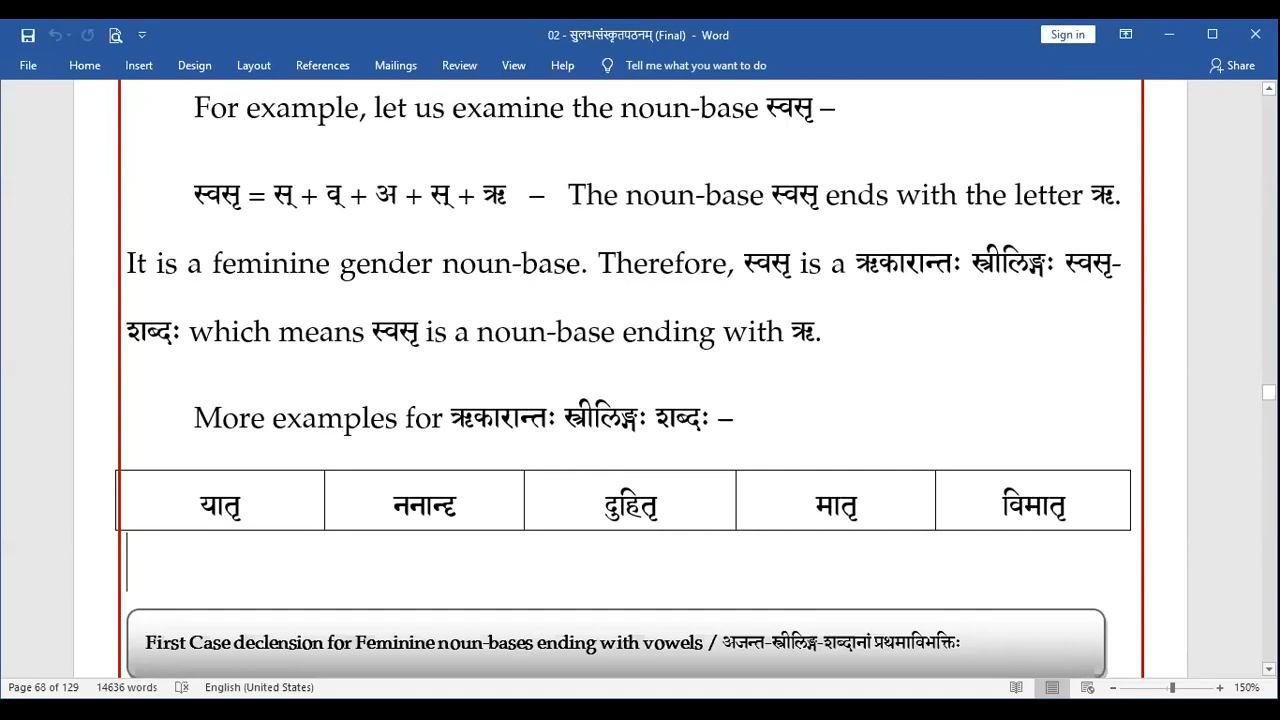 02 - सुलभसंस्कृतपठनम् (Final) - Word
Sign in
File Home Insert Design Layout References Mailings Review View Help Tell me what you want to do Share
For example, let us examine the noun-base स्वसृ –
स्वसृ = स् + व् + अ + स् + ऋ – The noun-base स्वसृ ends with the letter ऋ.
It is a feminine gender noun-base. Therefore, स्वसृ is a ऋकारान्तः स्त्रीलिङ्गः स्वसृ-
शब्दः which means स्वसृ is a noun-base ending with ऋ.
More examples for ऋकारान्तः स्त्रीलिङ्गः शब्दः –
यातृ ननान्दृ दुहितृ मातृ विमातृ
First Case declension for Feminine noun-bases ending with vowels / अजन्त-स्त्रीलिङ्ग-शब्दानां प्रथमाविभक्तिः
Page 68 of 129 14636 words English (United States) 150%